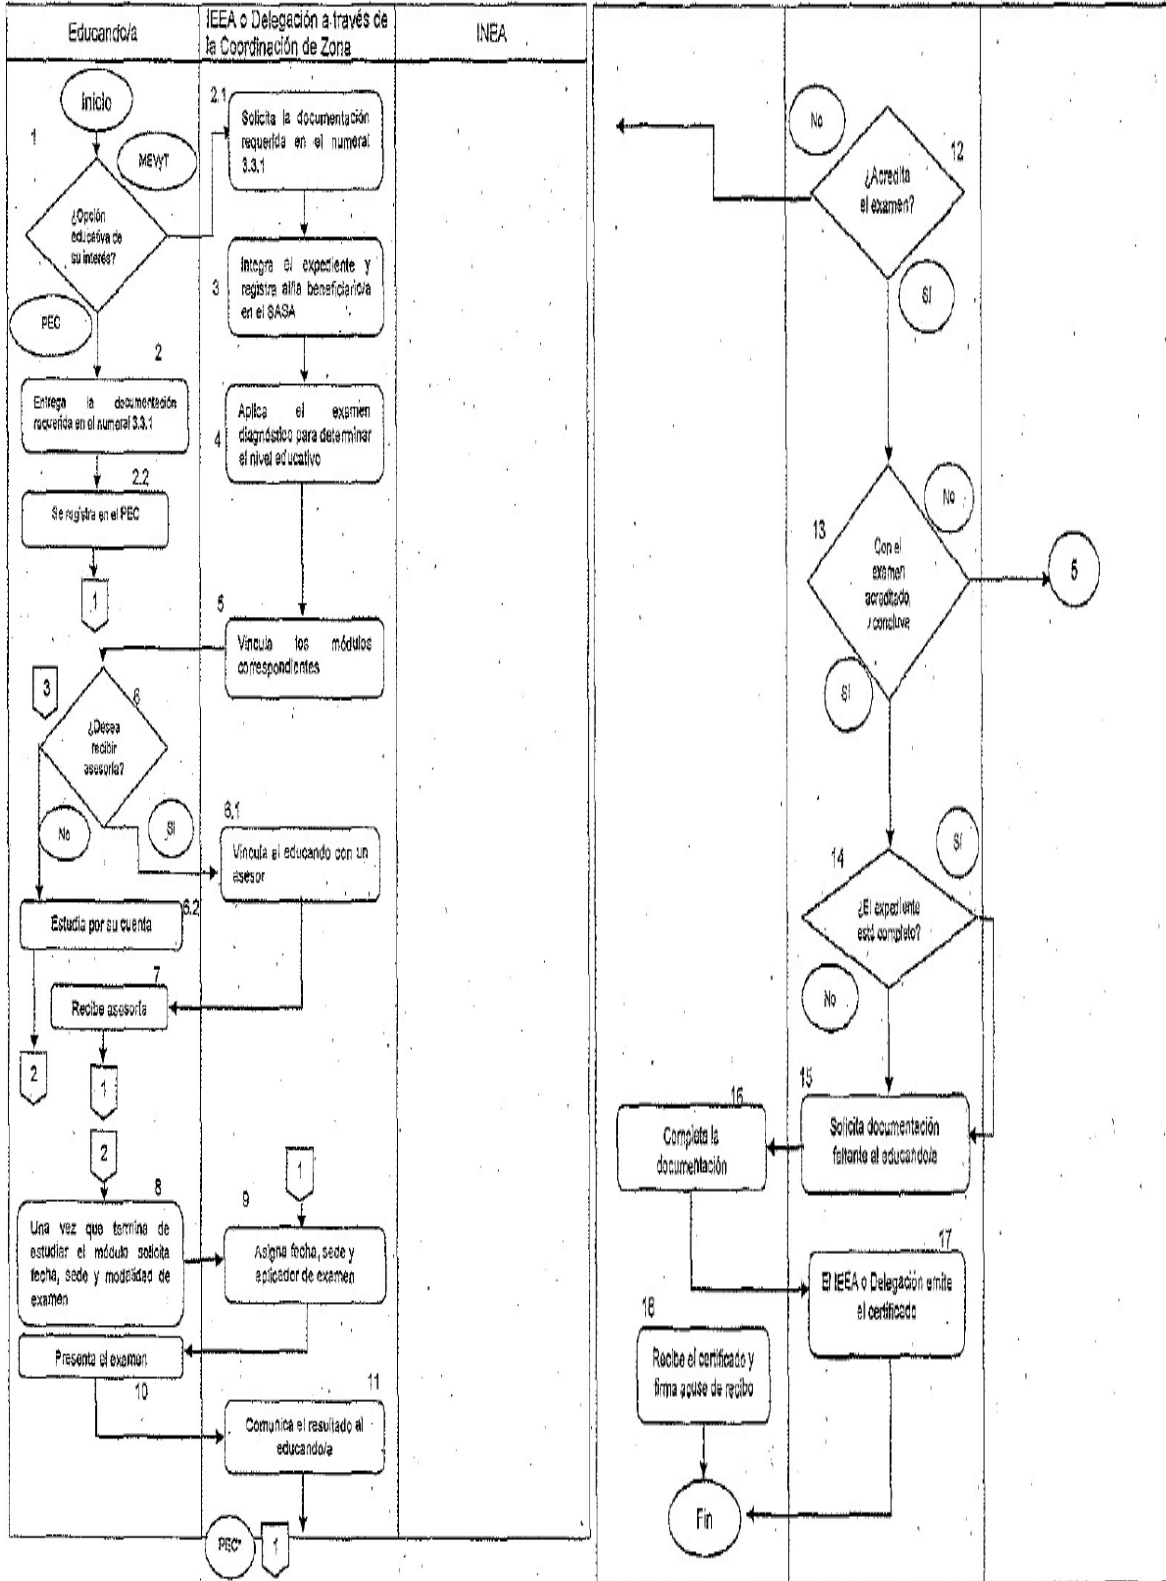 Educando/a
IEEA o Delegación a través de
la Coordinación de Zona
INEA
Inicio
1
MEVyT
¿Opción
educativa de
su interés?
PEC
2
Entrega la documentación
requerida en el numeral 3.3.1
2.2
Se registra en el PEC
1
2.1
Solicita la documentación
requerida en el numeral
3.3.1
3
Integra el expediente y
registra al/la beneficiario/a
en el SASA
4
Aplica el examen
diagnóstico para determinar
el nivel educativo
5
Vincula los módulos
correspondientes
3
6
¿Desea
recibir
asesoría?
No
SI
6.1
Vincula al educando con un
asesor
6.2
Estudia por su cuenta
7
Recibe asesoría
2
1
2
1
8
Una vez que termina de
estudiar el módulo solicita
fecha, sede y modalidad de
examen
9
Asigna fecha, sede y
aplicador de examen
Presenta el examen
10
11
Comunica el resultado al
educando/a
PEC*
1
No
12
¿Acredita
el examen?
SI
13
No
Con el
examen
acreditado,
concluye
5
SI
14
SI
¿El expediente
está completo?
No
15
Solicita documentación
faltante al educando/a
16
Completa la
documentación
17
El IEEA o Delegación emite
el certificado
18
Recibe el certificado y
firma acuse de recibo
Fin